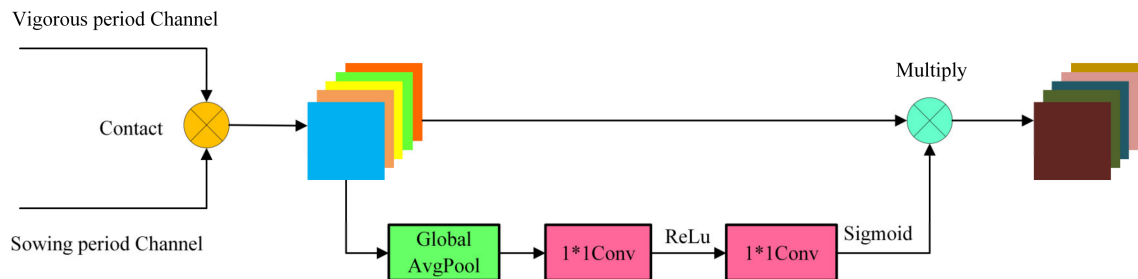 Vigorous period Channel
Multiply
Contact
Sowing period Channel
Global
AvgPool
1*1Conv
ReLu
1*1Conv
Sigmoid